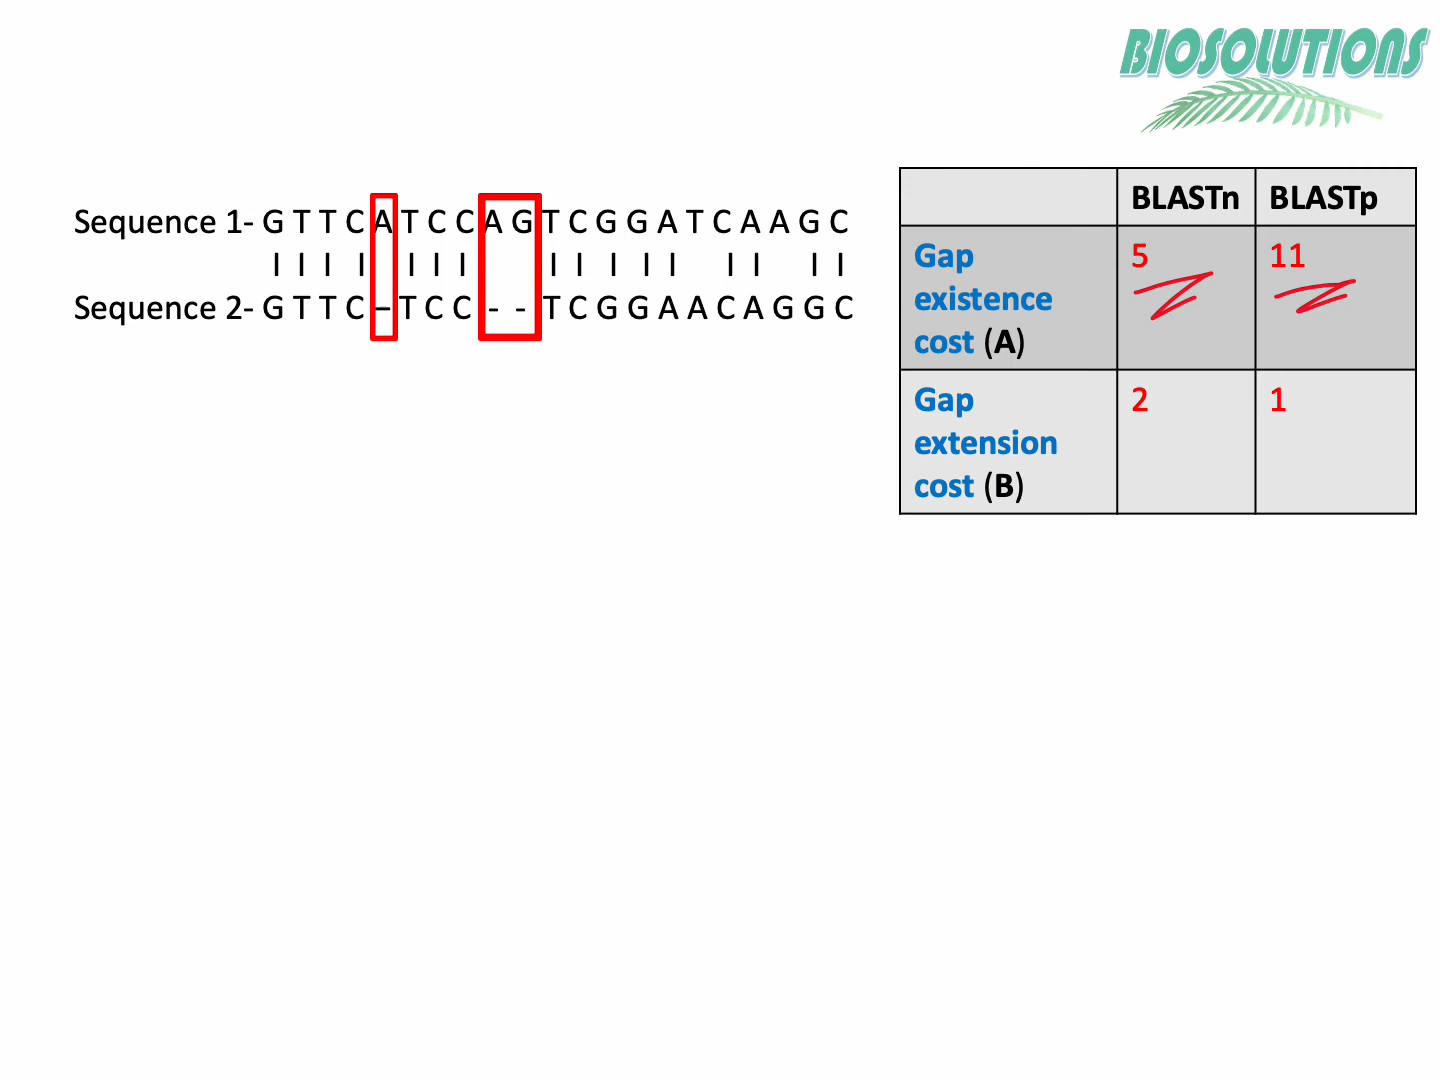 BIOSOLUTIONS
Sequence 1- G T T C A T C C A G T C G G A T C A A G C
| | | | | | | | | | | | | | | | |
Sequence 2- G T T C – T C C - - T C G G A A C A G G C
BLASTn BLASTp
Gap existence cost (A) 5 11
Gap extension cost (B) 2 1